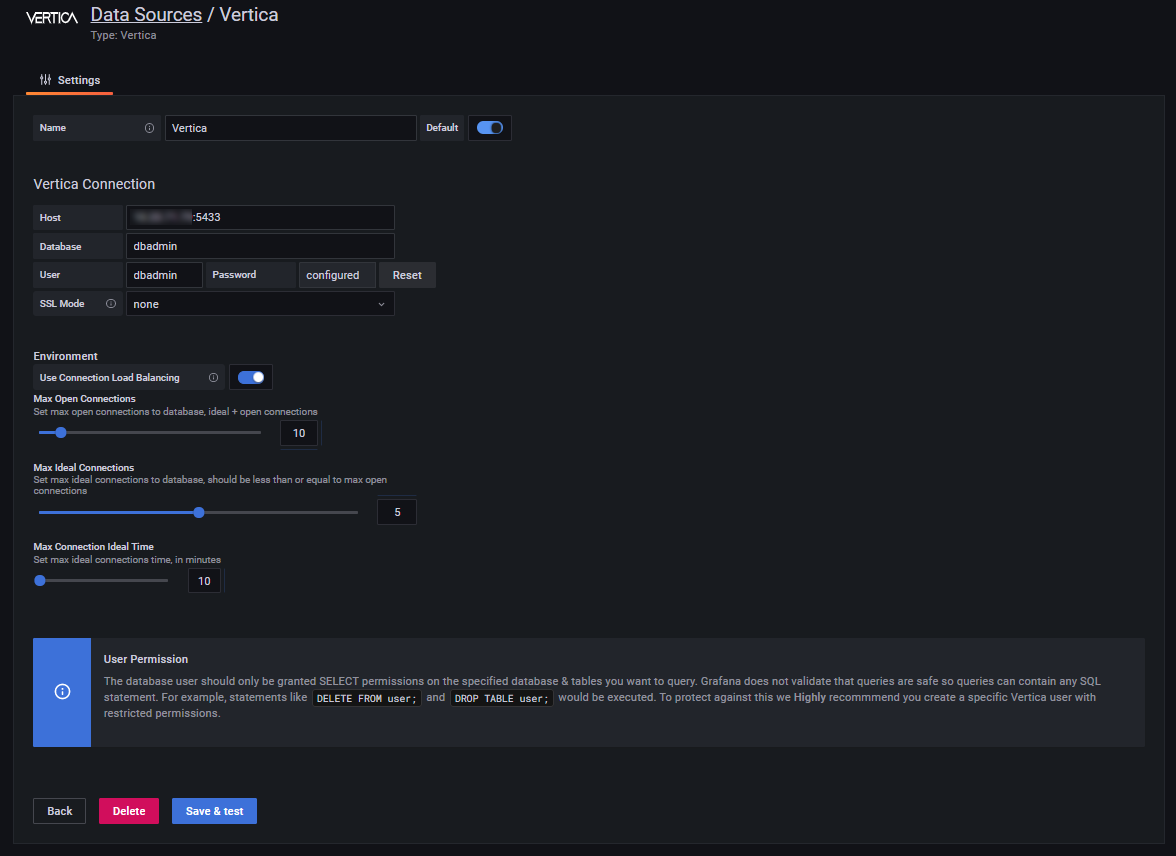 VERTICA Data Sources / Vertica
Type: Vertica
Settings
Name Vertica Default
Vertica Connection
Host :5433
Database dbadmin
User dbadmin Password configured Reset
SSL Mode none
Environment
Use Connection Load Balancing
Max Open Connections
Set max open connections to database, ideal + open connections
10
Max Ideal Connections
Set max ideal connections to database, should be less than or equal to max open
connections
5
Max Connection Ideal Time
Set max ideal connections time, in minutes
10
User Permission
The database user should only be granted SELECT permissions on the specified database & tables you want to query. Grafana does not validate that queries are safe so queries can contain any SQL
statement. For example, statements like DELETE FROM user; and DROP TABLE user; would be executed. To protect against this we Highly recommmend you create a specific Vertica user with
restricted permissions.
Back Delete Save & test